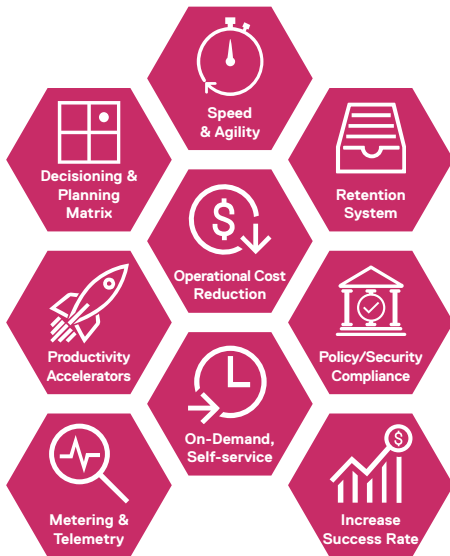 Speed
& Agility
Decisioning &
Planning
Matrix
Retention
System
$
Operational Cost
Reduction
Productivity
Accelerators
Policy/Security
Compliance
On-Demand,
Self-service
Metering &
Telemetry
$
Increase
Success Rate